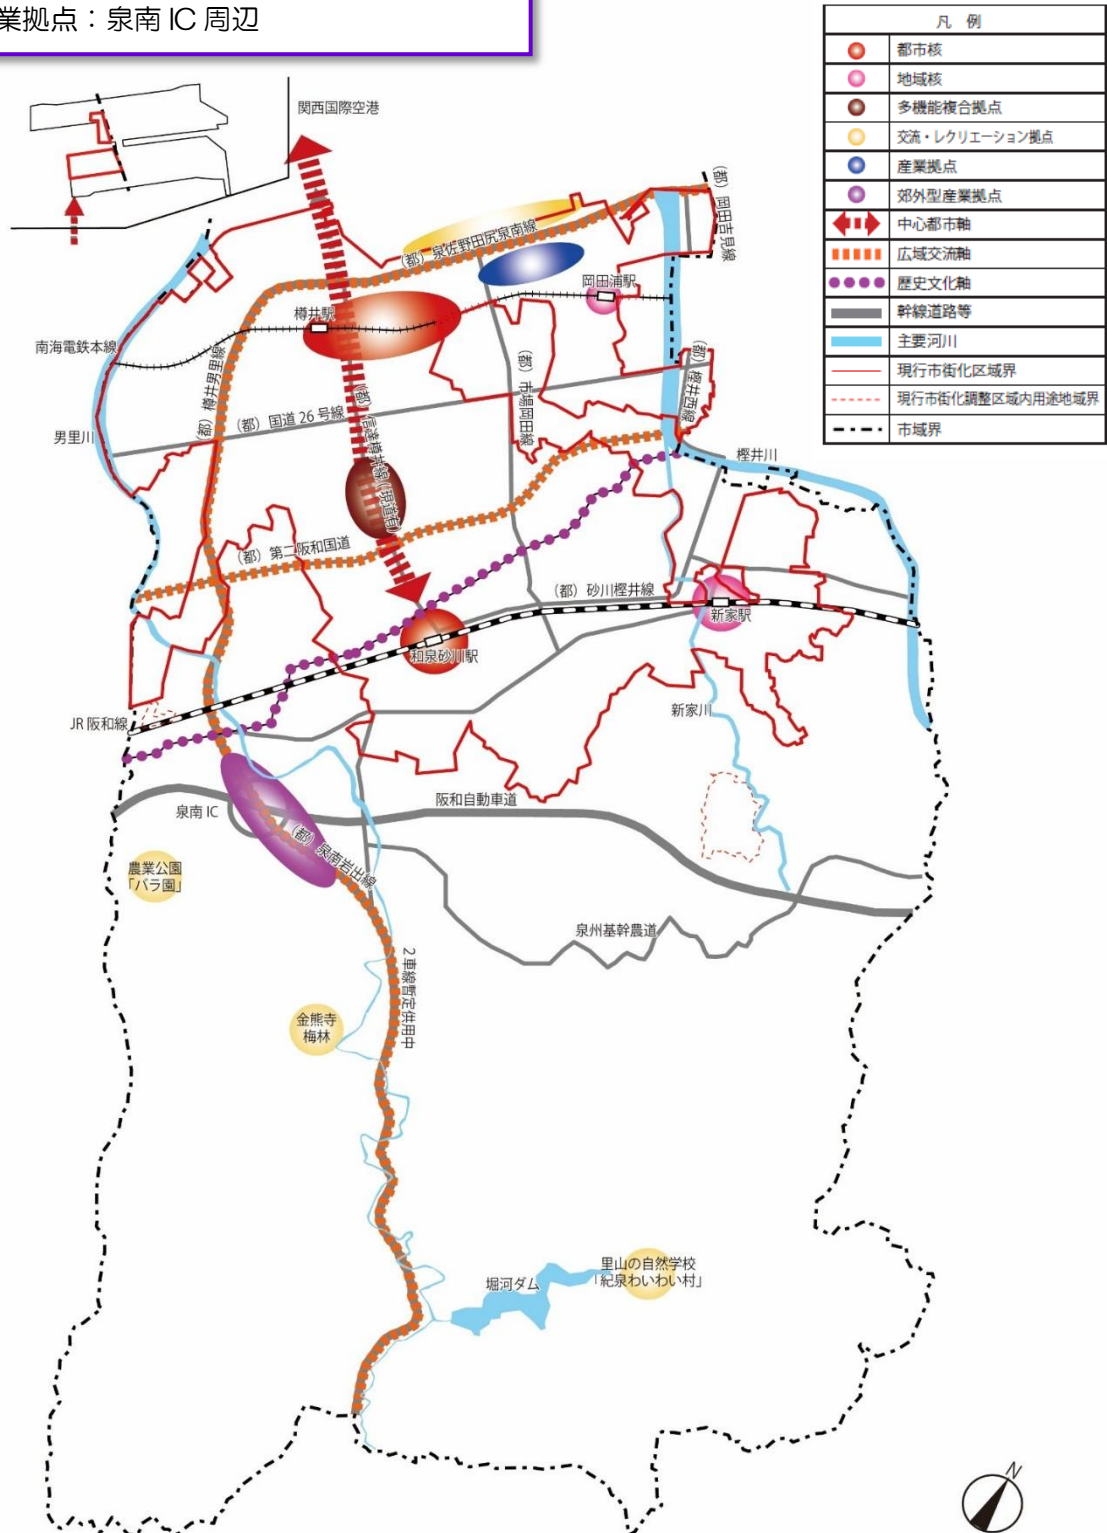 業拠点：泉南 IC 周辺
凡 例
都市核
地域核
多機能複合拠点
交流・レクリエーション拠点
産業拠点
郊外型産業拠点
中心都市軸
広域交流軸
歴史文化軸
幹線道路等
主要河川
現行市街化区域界
現行市街化調整区域内用途地域界
市域界
関西国際空港
（都）岡田吉見線
（都）泉佐野田尻泉南線
岡田浦駅
樽井駅
南海電鉄本線
（都）樽井男里線
（都）国道 26 号線
（都）市場岡田線
（都）樫井西線
男里川
（都）信達樽井線（現道有）
樫井川
（都）第二阪和国道
（都）砂川樫井線
新家駅
和泉砂川駅
JR 阪和線
新家川
泉南 IC
阪和自動車道
（都）泉南岩出線
農業公園
「バラ園」
泉州基幹農道
2車線暫定供用中
金熊寺
梅林
里山の自然学校
「紀泉わいわい村」
堀河ダム
N